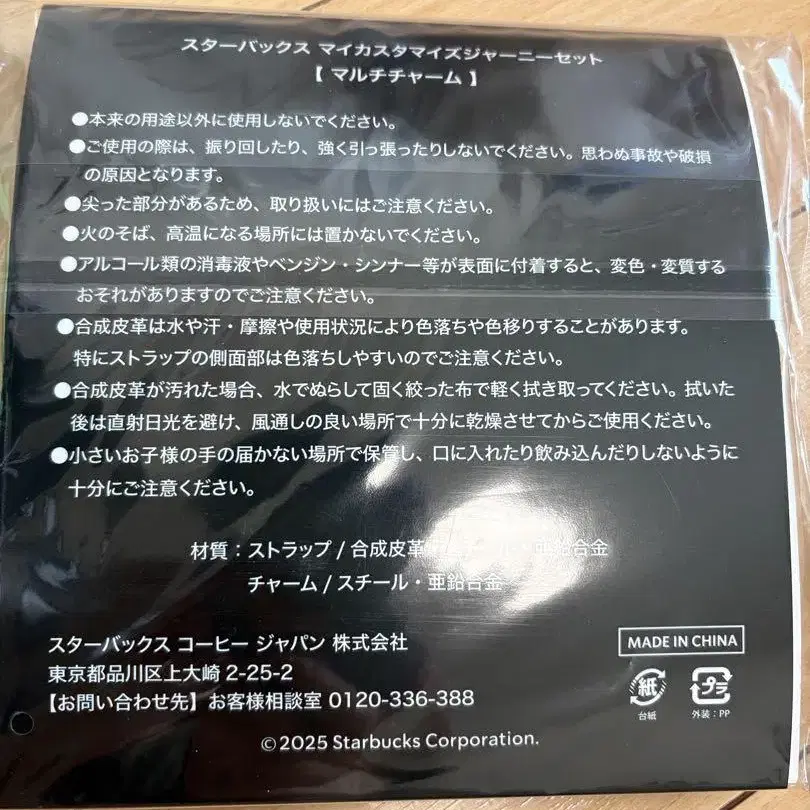 スターバックス マイカスタマイズジャーニーセット
【 マルチチャーム 】
●本来の用途以外に使用しないでください。
●ご使用の際は、振り回したり、強く引っ張ったりしないでください。思わぬ事故や破損
の原因となります。
●尖った部分があるため、取り扱いにはご注意ください。
●火のそば、高温になる場所には置かないでください。
●アルコール類の消毒液やベンジン・シンナー等が表面に付着すると、変色・変質する
おそれがありますのでご注意ください。
●合成皮革は水や汗・摩擦や使用状況により色落ちや色移りすることがあります。
特にストラップの側面部は色落ちしやすいのでご注意ください。
●合成皮革が汚れた場合、水でぬらして固く絞った布で軽く拭き取ってください。拭いた
後は直射日光を避け、風通しの良い場所で十分に乾燥させてからご使用ください。
●小さいお子様の手の届かない場所で保管し、口に入れたり飲み込んだりしないように
十分にご注意ください。
材質：ストラップ / 合成皮革・亜鉛合金
チャーム / スチール・亜鉛合金
スターバックス コーヒー ジャパン 株式会社
東京都品川区上大崎 2-25-2
【お問い合わせ先】お客様相談室 0120-336-388
MADE IN CHINA
紙
プラ
台紙
外装：PP
©2025 Starbucks Corporation.